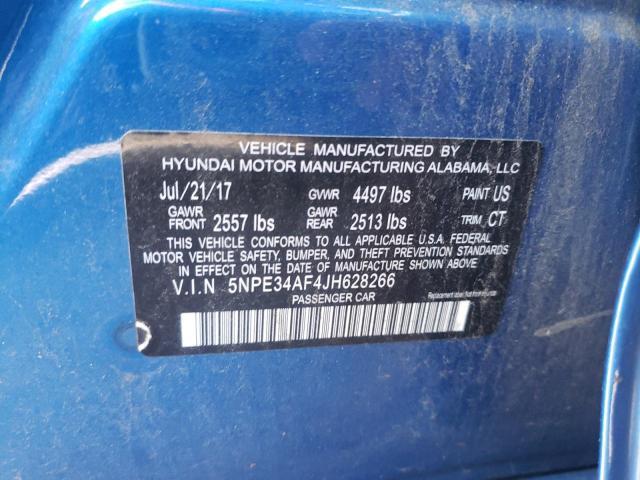 VEHICLE MANUFACTURED BY
HYUNDAI MOTOR MANUFACTURING ALABAMA, LLC
Jul/21/17 GVWR 4497 lbs PAINT US
GAWR FRONT 2557 lbs GAWR REAR 2513 lbs TRIM CT
THIS VEHICLE CONFORMS TO ALL APPLICABLE U.S.A. FEDERAL
MOTOR VEHICLE SAFETY, BUMPER, AND THEFT PREVENTION STANDARDS
IN EFFECT ON THE DATE OF MANUFACTURE SHOWN ABOVE.
V.I.N 5NPE34AF4JH628266
PASSENGER CAR
Replacement label